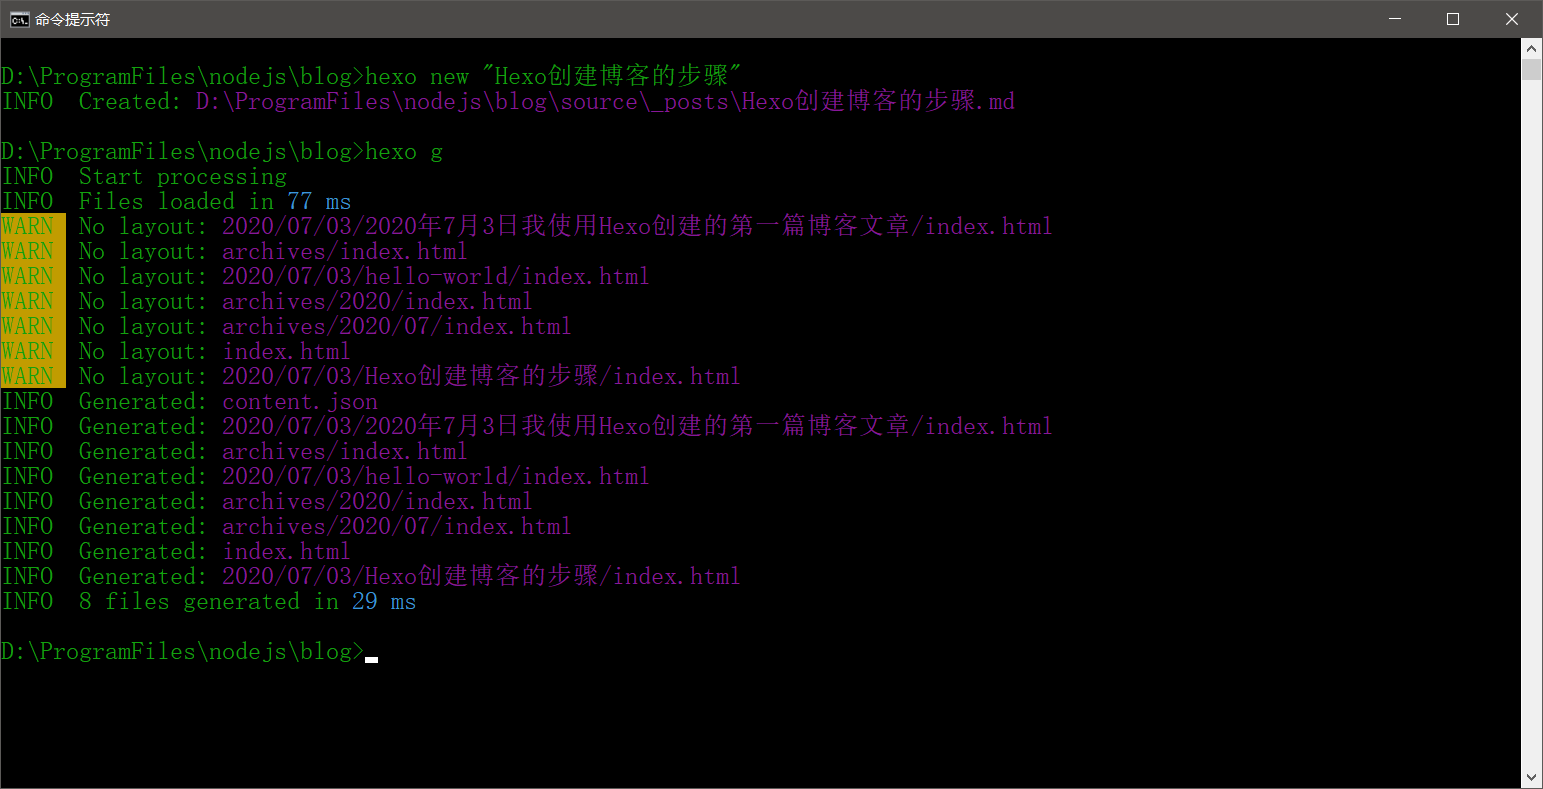 命令提示符
D:\ProgramFiles\nodejs\blog>hexo new "Hexo创建博客的步骤"
INFO  Created: D:\ProgramFiles\nodejs\blog\source\_posts\Hexo创建博客的步骤.md
D:\ProgramFiles\nodejs\blog>hexo g
INFO  Start processing
INFO  Files loaded in 77 ms
WARN  No layout: 2020/07/03/2020年7月3日我使用Hexo创建的第一篇博客文章/index.html
WARN  No layout: archives/index.html
WARN  No layout: 2020/07/03/hello-world/index.html
WARN  No layout: archives/2020/index.html
WARN  No layout: archives/2020/07/index.html
WARN  No layout: index.html
WARN  No layout: 2020/07/03/Hexo创建博客的步骤/index.html
INFO  Generated: content.json
INFO  Generated: 2020/07/03/2020年7月3日我使用Hexo创建的第一篇博客文章/index.html
INFO  Generated: archives/index.html
INFO  Generated: 2020/07/03/hello-world/index.html
INFO  Generated: archives/2020/index.html
INFO  Generated: archives/2020/07/index.html
INFO  Generated: index.html
INFO  Generated: 2020/07/03/Hexo创建博客的步骤/index.html
INFO  8 files generated in 29 ms
D:\ProgramFiles\nodejs\blog>